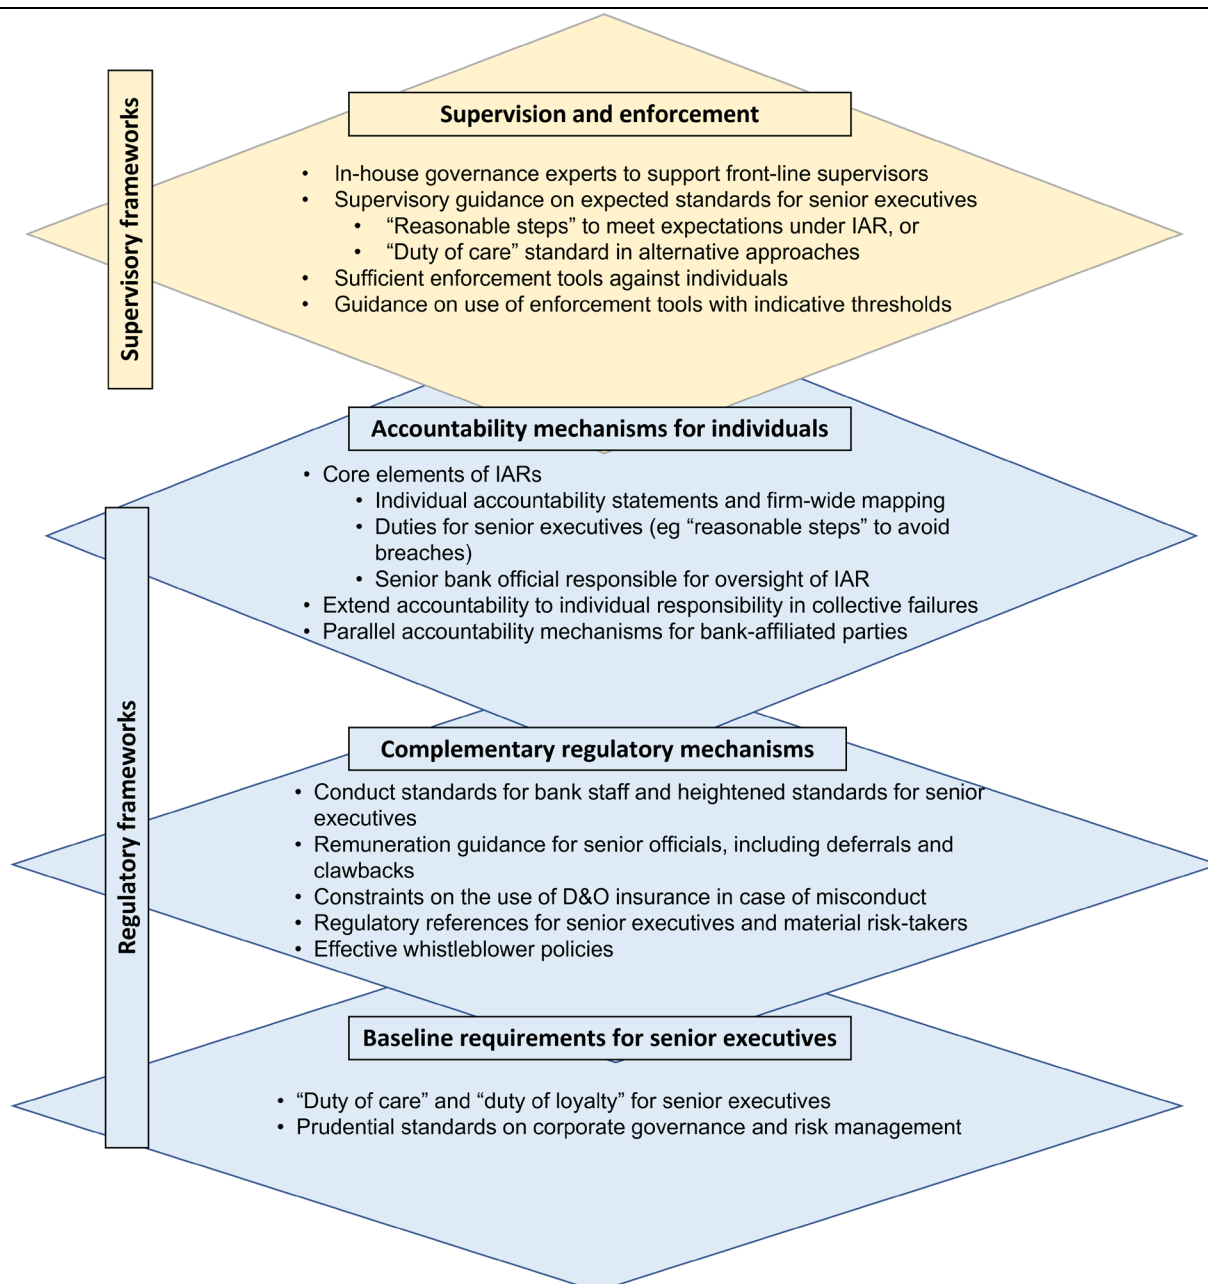 Supervisory frameworks
Supervision and enforcement
• In-house governance experts to support front-line supervisors
• Supervisory guidance on expected standards for senior executives
• “Reasonable steps” to meet expectations under IAR, or
• “Duty of care” standard in alternative approaches
• Sufficient enforcement tools against individuals
• Guidance on use of enforcement tools with indicative thresholds
Regulatory frameworks
Accountability mechanisms for individuals
• Core elements of IARs
• Individual accountability statements and firm-wide mapping
• Duties for senior executives (eg “reasonable steps” to avoid
breaches)
• Senior bank official responsible for oversight of IAR
• Extend accountability to individual responsibility in collective failures
• Parallel accountability mechanisms for bank-affiliated parties
Complementary regulatory mechanisms
• Conduct standards for bank staff and heightened standards for senior
executives
• Remuneration guidance for senior officials, including deferrals and
clawbacks
• Constraints on the use of D&O insurance in case of misconduct
• Regulatory references for senior executives and material risk-takers
• Effective whistleblower policies
Baseline requirements for senior executives
• “Duty of care” and “duty of loyalty” for senior executives
• Prudential standards on corporate governance and risk management